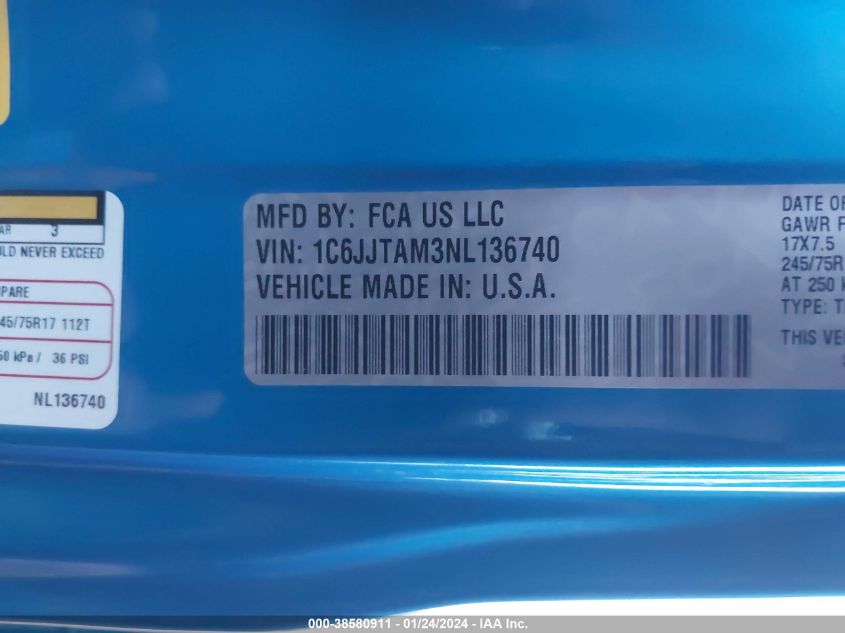 AR 3
ULD NEVER EXCEED
SPARE
245/75R17 112T
50 kPa / 36 PSI
NL136740
MFD BY: FCA US LLC
VIN: 1C6JJTAM3NL136740
VEHICLE MADE IN: U.S.A.
DATE OF
GAWR F
17X7.5
245/75R
AT 250
TYPE: T
THIS VE
000-38580911 - 01/24/2024 - IAA Inc.